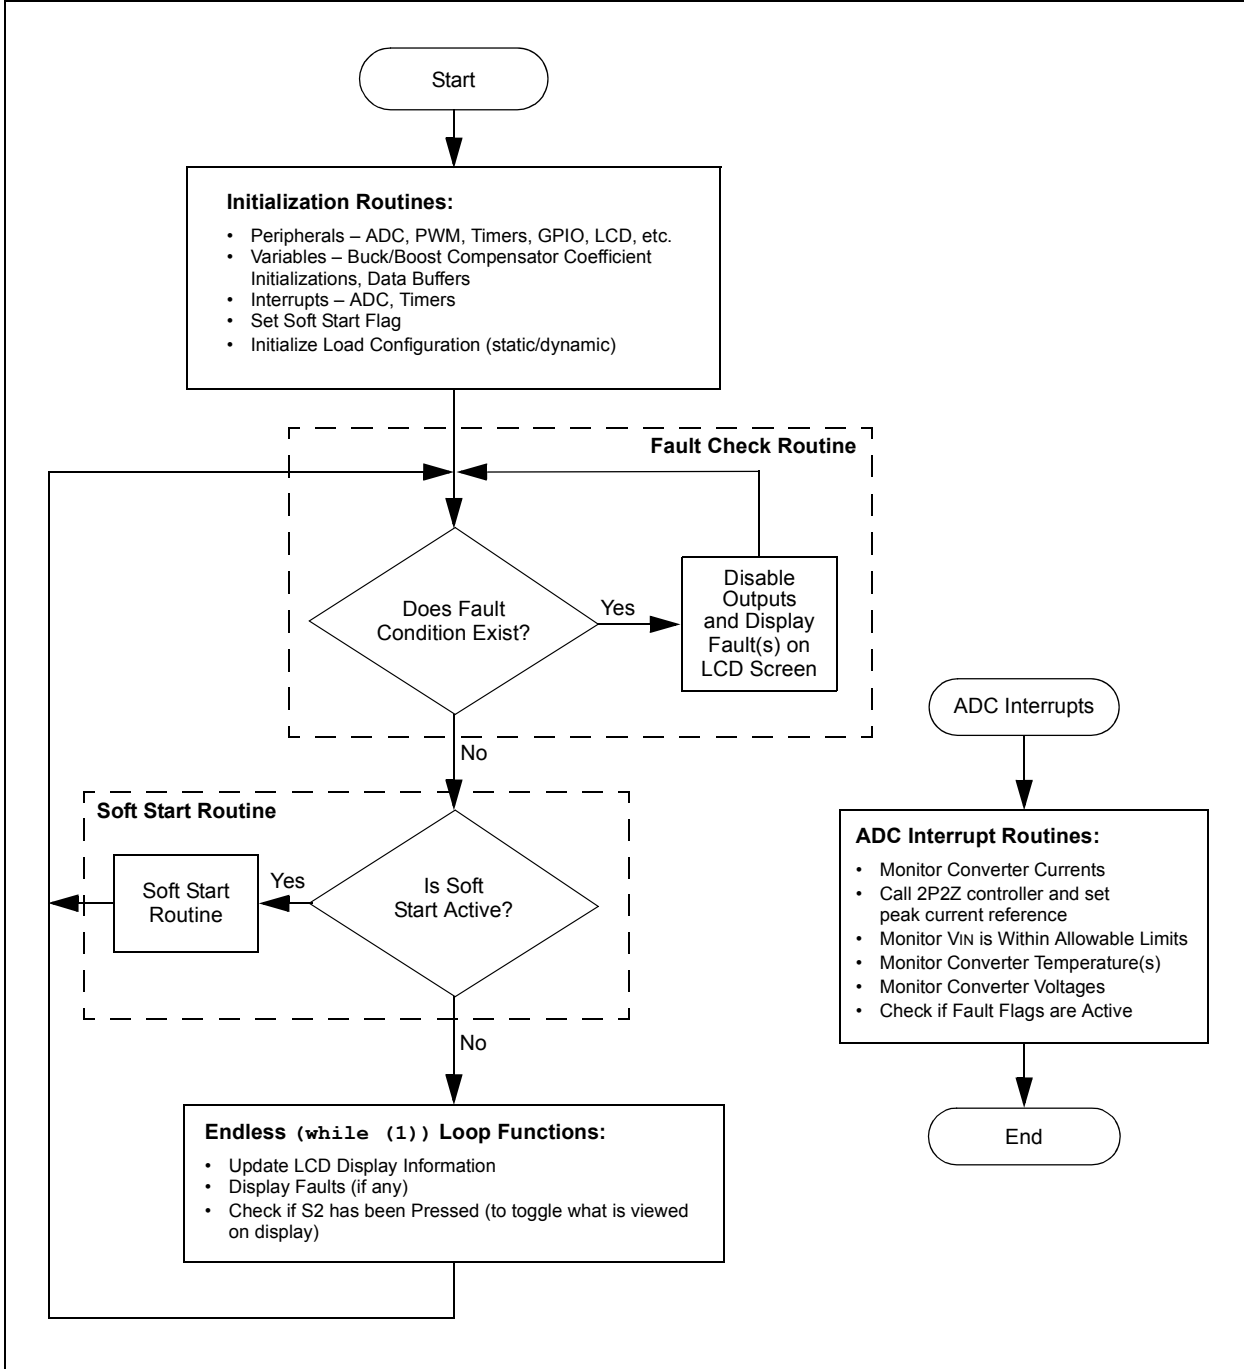 Start
Initialization Routines:
• Peripherals – ADC, PWM, Timers, GPIO, LCD, etc.
• Variables – Buck/Boost Compensator Coefficient
Initializations, Data Buffers
• Interrupts – ADC, Timers
• Set Soft Start Flag
• Initialize Load Configuration (static/dynamic)
Fault Check Routine
Does Fault
Condition Exist?
Yes
Disable
Outputs
and Display
Fault(s) on
LCD Screen
No
Soft Start Routine
Is Soft
Start Active?
Yes
Soft Start
Routine
No
Endless (while (1)) Loop Functions:
• Update LCD Display Information
• Display Faults (if any)
• Check if S2 has been Pressed (to toggle what is viewed
on display)
ADC Interrupts
ADC Interrupt Routines:
• Monitor Converter Currents
• Call 2P2Z controller and set
peak current reference
• Monitor VIN is Within Allowable Limits
• Monitor Converter Temperature(s)
• Monitor Converter Voltages
• Check if Fault Flags are Active
End